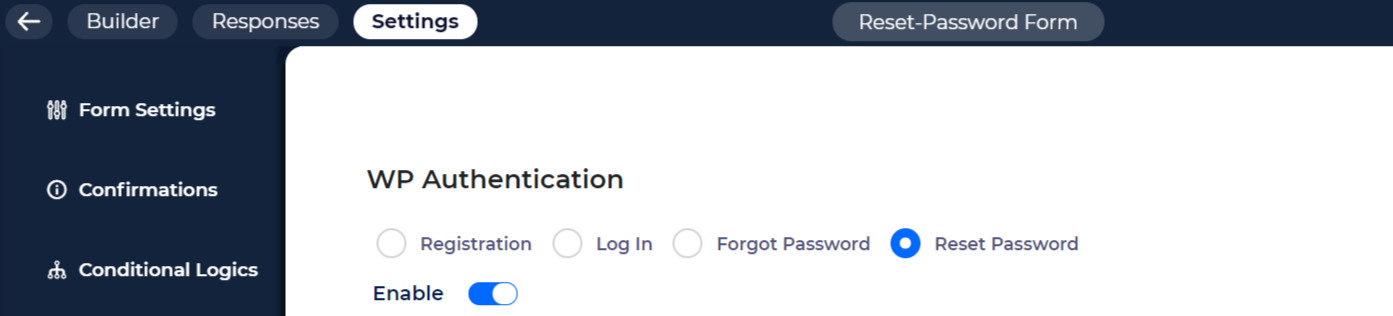 Builder Responses Settings Reset-Password Form
Form Settings
Confirmations
Conditional Logics
WP Authentication
Registration Log In Forgot Password Reset Password
Enable